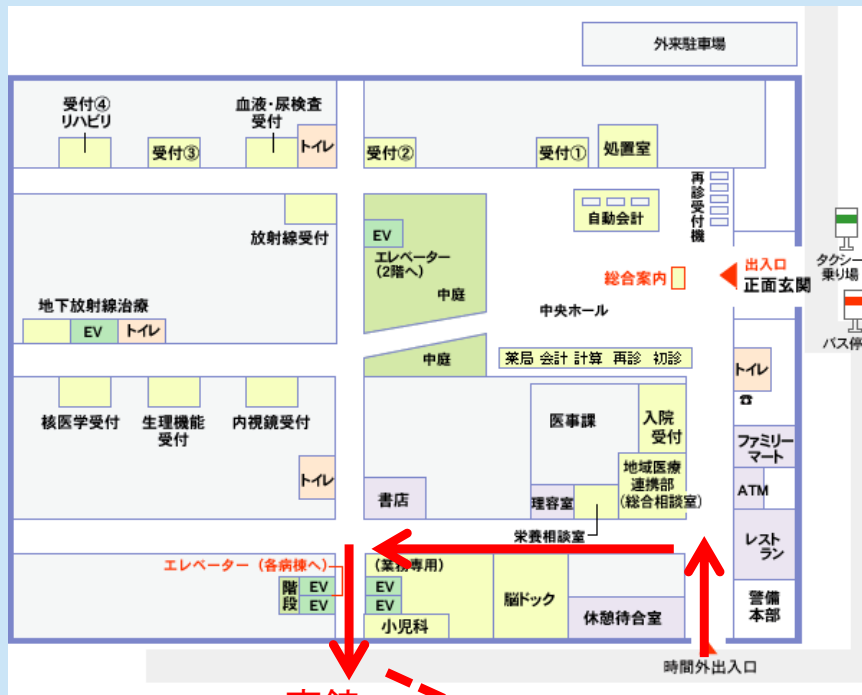 外来駐車場
受付④
リハビリ
受付③
血液・尿検査
受付
トイレ
受付②
受付①
処置室
再診受付機
自動会計
放射線受付
EV
エレベーター
(2階へ)
中庭
総合案内
出入口
正面玄関
タクシー
乗り場
バス停
中央ホール
地下放射線治療
EV
トイレ
中庭
薬局 会計 計算 再診 初診
トイレ
☎
核医学受付
生理機能
受付
内視鏡受付
トイレ
医事課
入院
受付
ファミリー
マート
ATM
書店
理容室
地域医療
連携部
(総合相談室)
栄養相談室
レスト
ラン
エレベーター(各病棟へ)
階段
EV
EV
(業務専用)
EV
EV
小児科
脳ドック
休憩待合室
警備
本部
時間外出入口